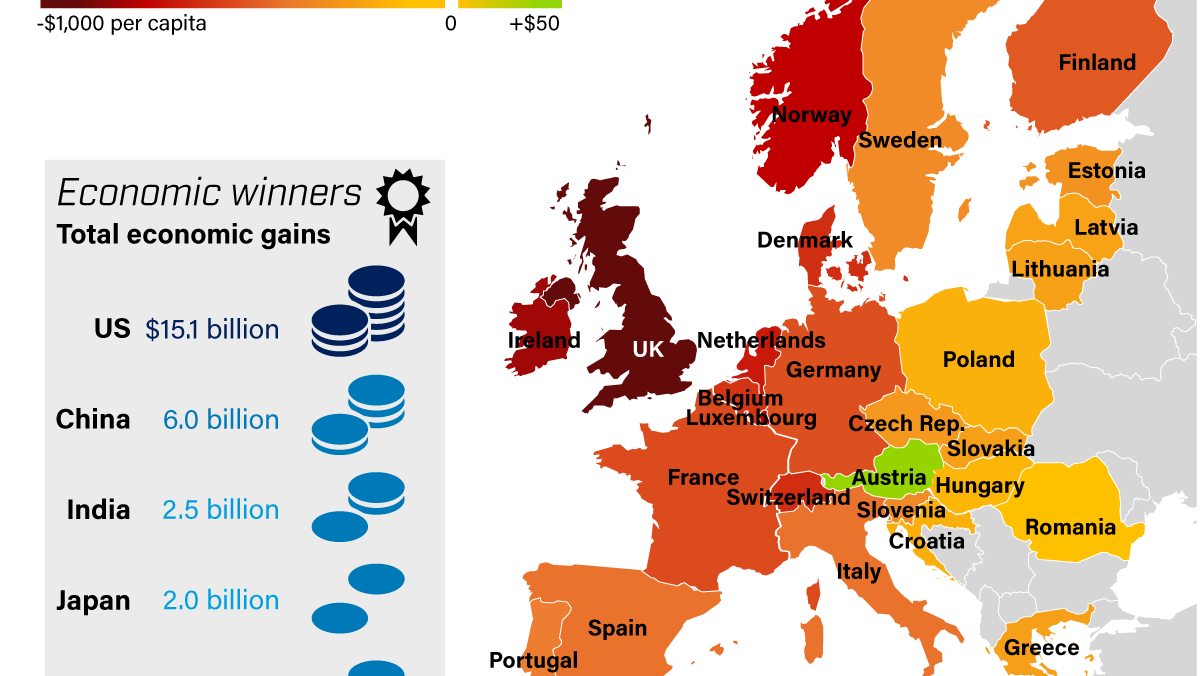 -$1,000 per capita 0 +$50
Economic winners
Total economic gains
US $15.1 billion
China 6.0 billion
India 2.5 billion
Japan 2.0 billion
Finland
Norway
Sweden
Estonia
Latvia
Denmark
Lithuania
Ireland
UK
Netherlands
Germany
Poland
Belgium
Luxembourg
Czech Rep.
Slovakia
France
Switzerland
Austria
Hungary
Slovenia
Romania
Croatia
Italy
Spain
Greece
Portugal